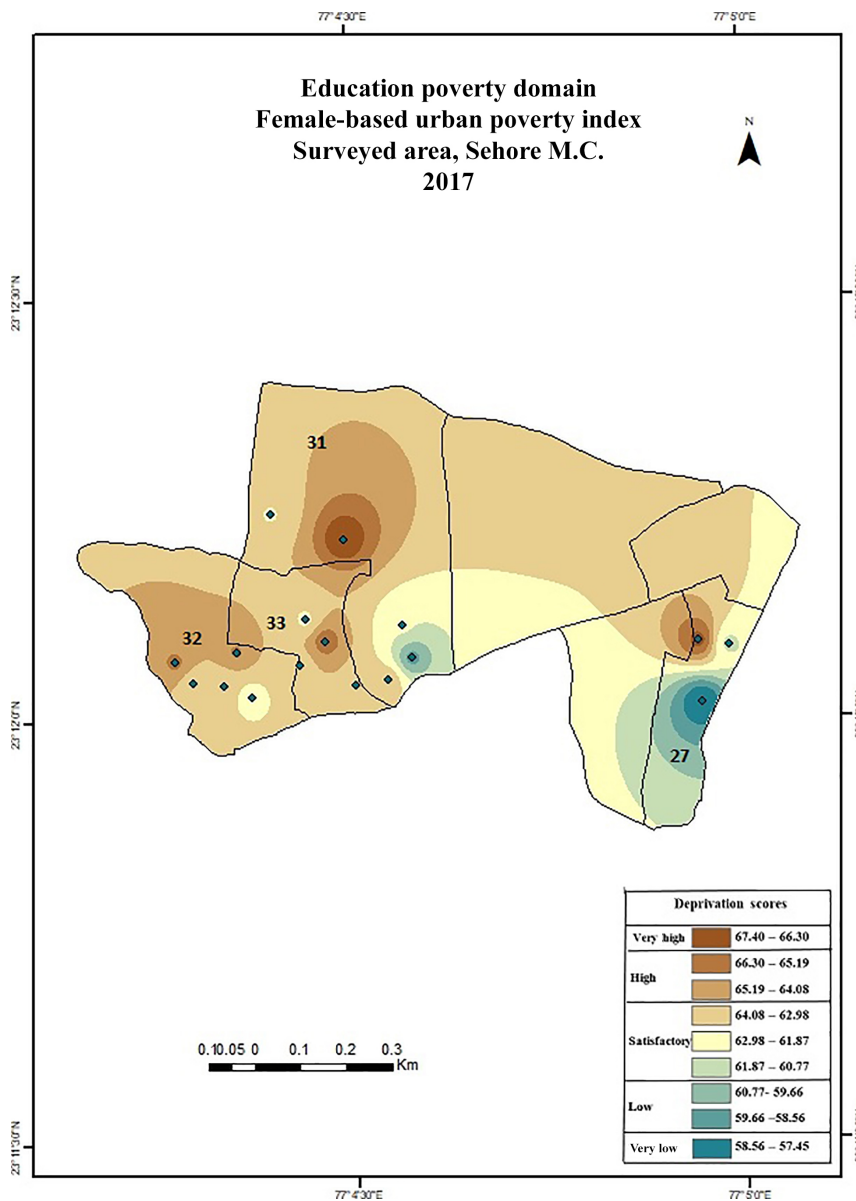 77°4'30"E
77°5'0"E
Education poverty domain
Female-based urban poverty index
Surveyed area, Sehore M.C.
2017
N
23°12'30"N
31
33
32
23°12'0"N
27
Deprivation scores
Very high 67.40 – 66.30
66.30 – 65.19
High
65.19 – 64.08
64.08 – 62.98
Satisfactory 62.98 – 61.87
61.87 – 60.77
60.77- 59.66
Low
59.66 –58.56
Very low 58.56 – 57.45
0.10.05 0 0.1 0.2 0.3
Km
23°11'30"N
77°4'30"E
77°5'0"E